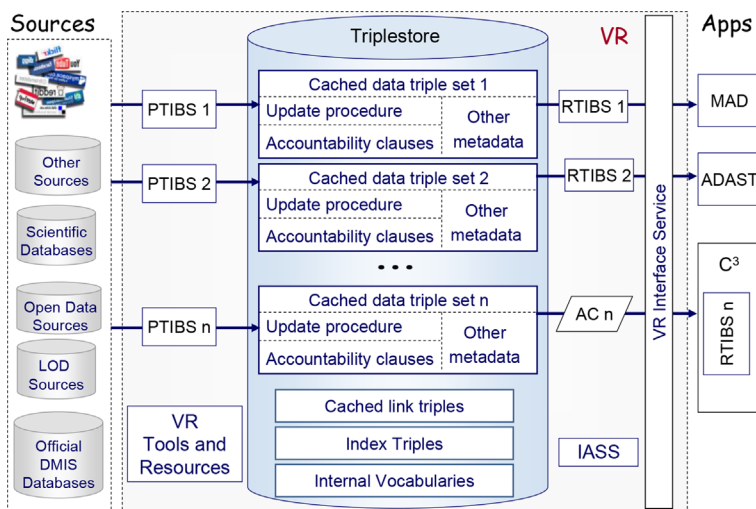 Sources
VR
Apps
Triplestore
flickr
You Tube
Other
Sources
Scientific
Databases
Open Data
Sources
LOD
Sources
Official
DMIS
Databases
PTIBS 1
PTIBS 2
PTIBS n
VR
Tools and
Resources
Cached data triple set 1
Update procedure
Accountability clauses
Other
metadata
Cached data triple set 2
Update procedure
Accountability clauses
Other
metadata
• • •
Cached data triple set n
Update procedure
Accountability clauses
Other
metadata
Cached link triples
Index Triples
Internal Vocabularies
RTIBS 1
RTIBS 2
AC n
IASS
VR Interface Service
MAD
ADAST
C³
RTIBS n